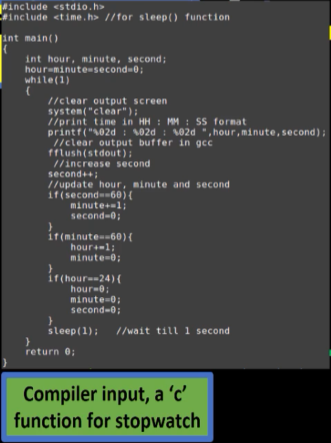 #include <stdio.h>
#include <time.h> //for sleep() function
int main()
{
    int hour, minute, second;
    hour=minute=second=0;
    while(1)
    {
        //clear output screen
        system("clear");
        //print time in HH : MM : SS format
        printf("%02d : %02d : %02d ",hour,minute,second);
         //clear output buffer in gcc
        fflush(stdout);
         //increase second
        second++;
        //update hour, minute and second
        if(second==60){
            minute+=1;
            second=0;
        }
        if(minute==60){
            hour+=1;
            minute=0;
        }
        if(hour==24){
            hour=0;
            minute=0;
            second=0;
        }
        sleep(1);   //wait till 1 second
    }
    return 0;
}
Compiler input, a ‘c’
function for stopwatch